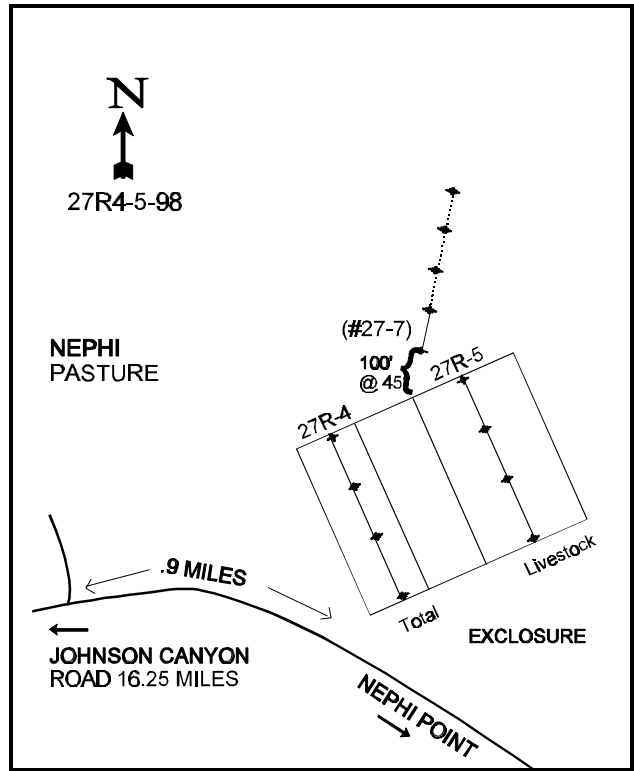 N
27R4-5-98
(#27-7)
NEPHI
PASTURE
100'
@ 45
27R-5
27R-4
.9 MILES
Livestock
Total
EXCLOSURE
JOHNSON CANYON
ROAD 16.25 MILES
NEPHI POINT